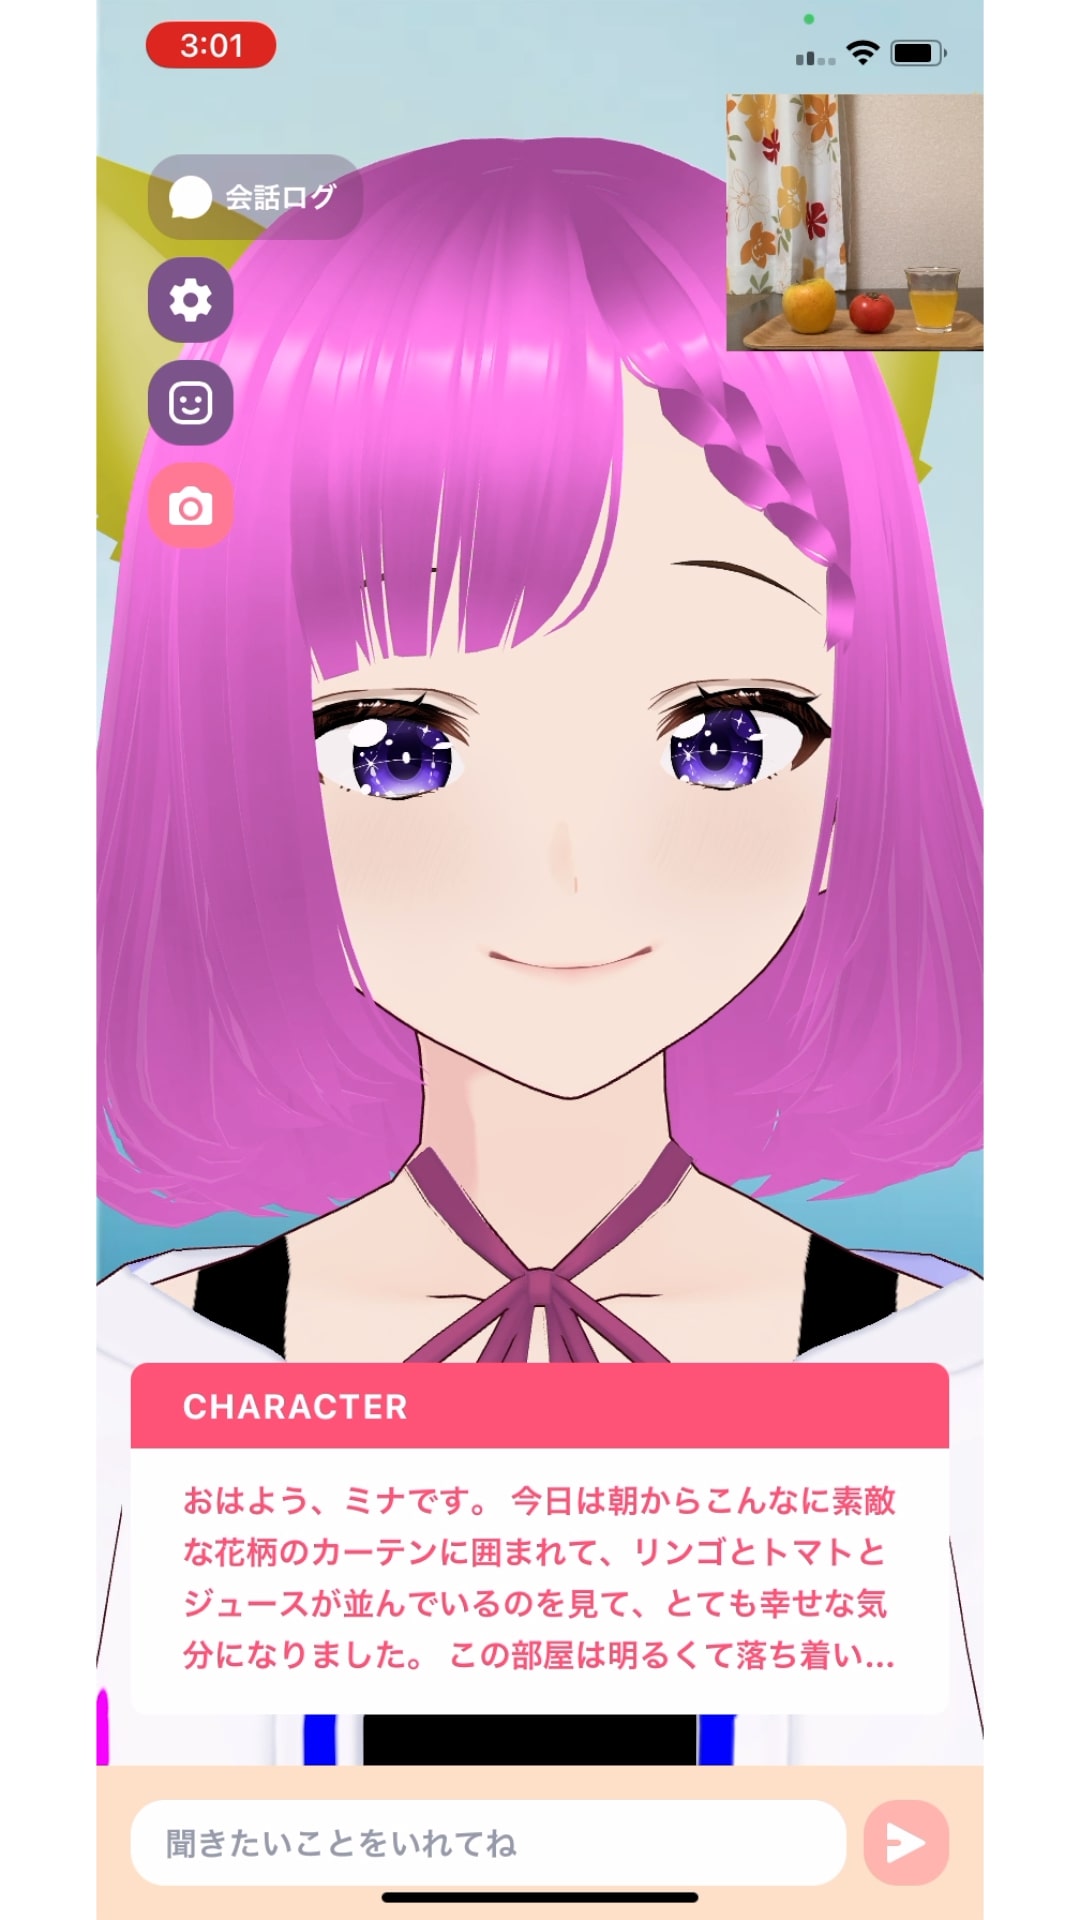 3:01
会話ログ
CHARACTER
おはよう、ミナです。 今日は朝からこんなに素敵
な花柄のカーテンに囲まれて、リンゴとトマトと
ジュースが並んでいるのを見て、とても幸せな気
分になりました。 この部屋は明るくて落ち着い...
聞きたいことをいれてね